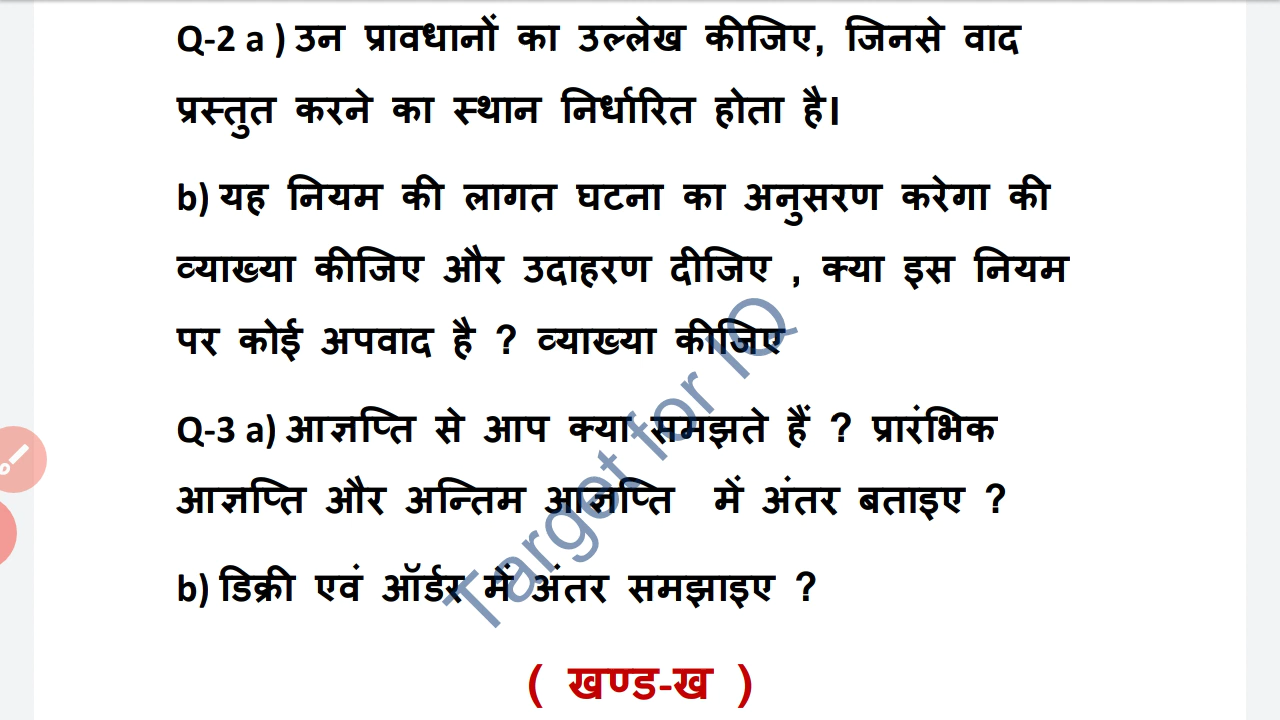 Q-2 a ) उन प्रावधानों का उल्लेख कीजिए, जिनसे वाद
प्रस्तुत करने का स्थान निर्धारित होता है।
b) यह नियम की लागत घटना का अनुसरण करेगा की
व्याख्या कीजिए और उदाहरण दीजिए , क्या इस नियम
पर कोई अपवाद है ? व्याख्या कीजिए
Q-3 a) आज्ञप्ति से आप क्या समझते हैं ? प्रारंभिक
आज्ञप्ति और अन्तिम आज्ञप्ति में अंतर बताइए ?
b) डिक्री एवं ऑर्डर में अंतर समझाइए ?
( खण्ड-ख )
Target for IQ